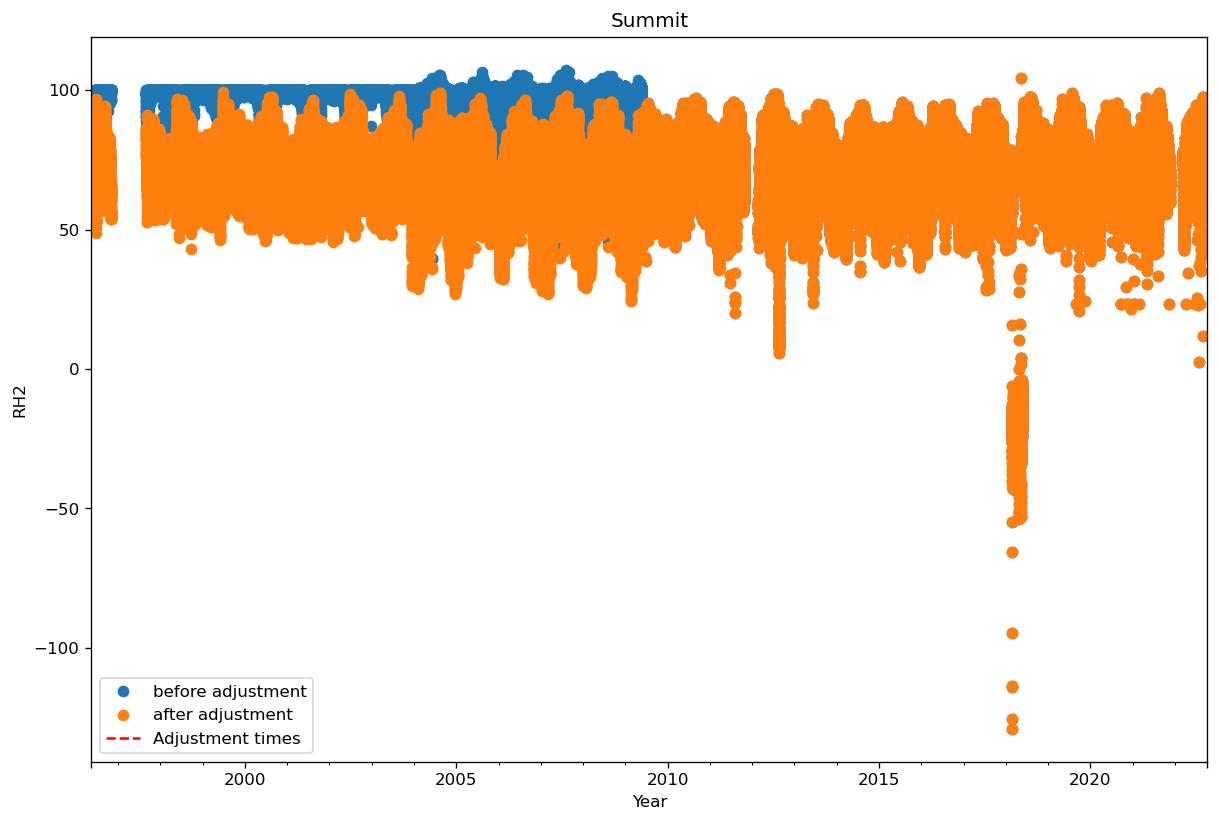 Summit
100
50
0
−50
−100
RH2
before adjustment
after adjustment
Adjustment times
2000
2005
2010
2015
2020
Year